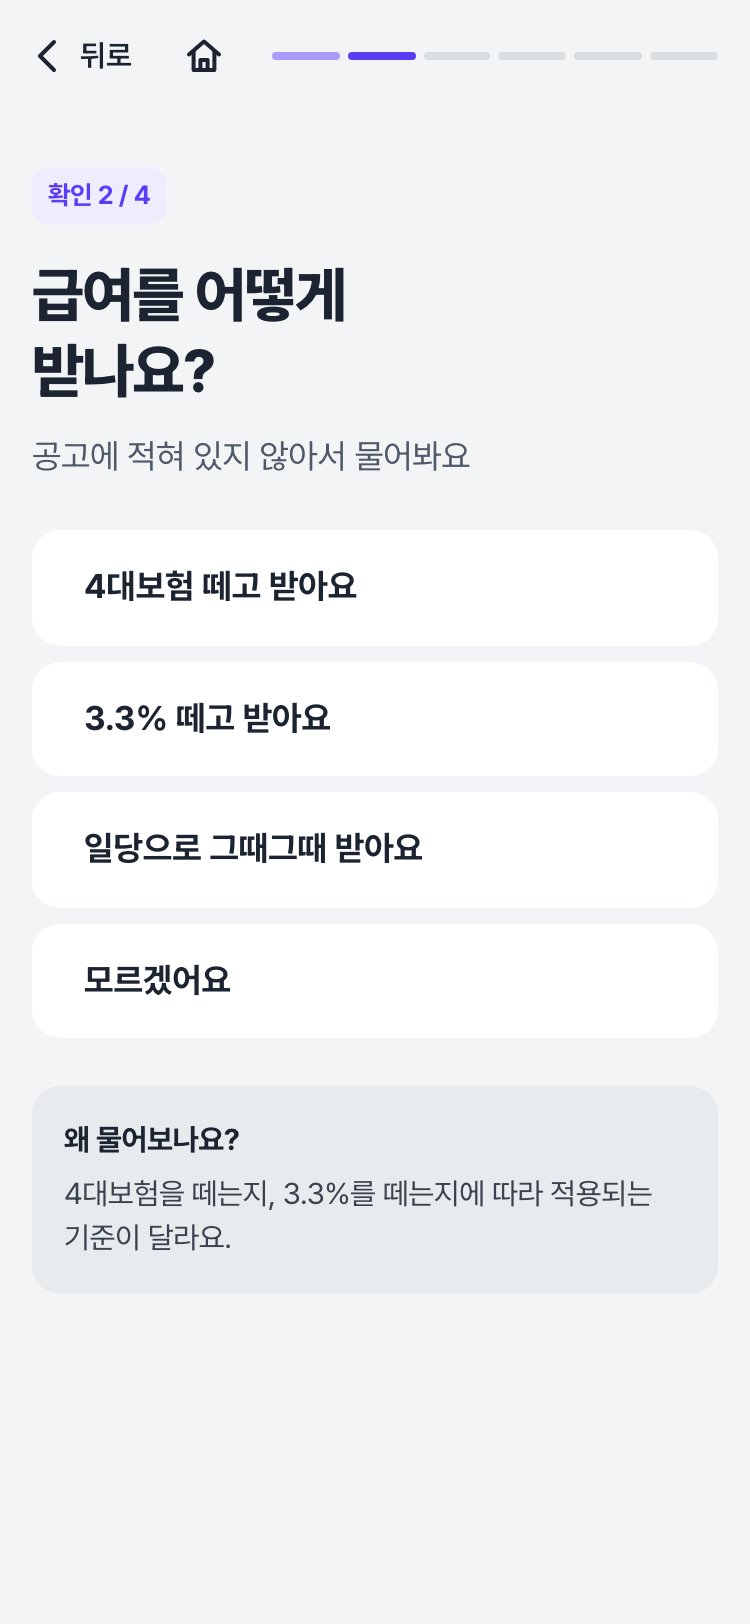 뒤로
확인 2 / 4
급여를 어떻게
받나요?
공고에 적혀 있지 않아서 물어봐요
4대보험 떼고 받아요
3.3% 떼고 받아요
일당으로 그때그때 받아요
모르겠어요
왜 물어보나요?
4대보험을 떼는지, 3.3%를 떼는지에 따라 적용되는
기준이 달라요.